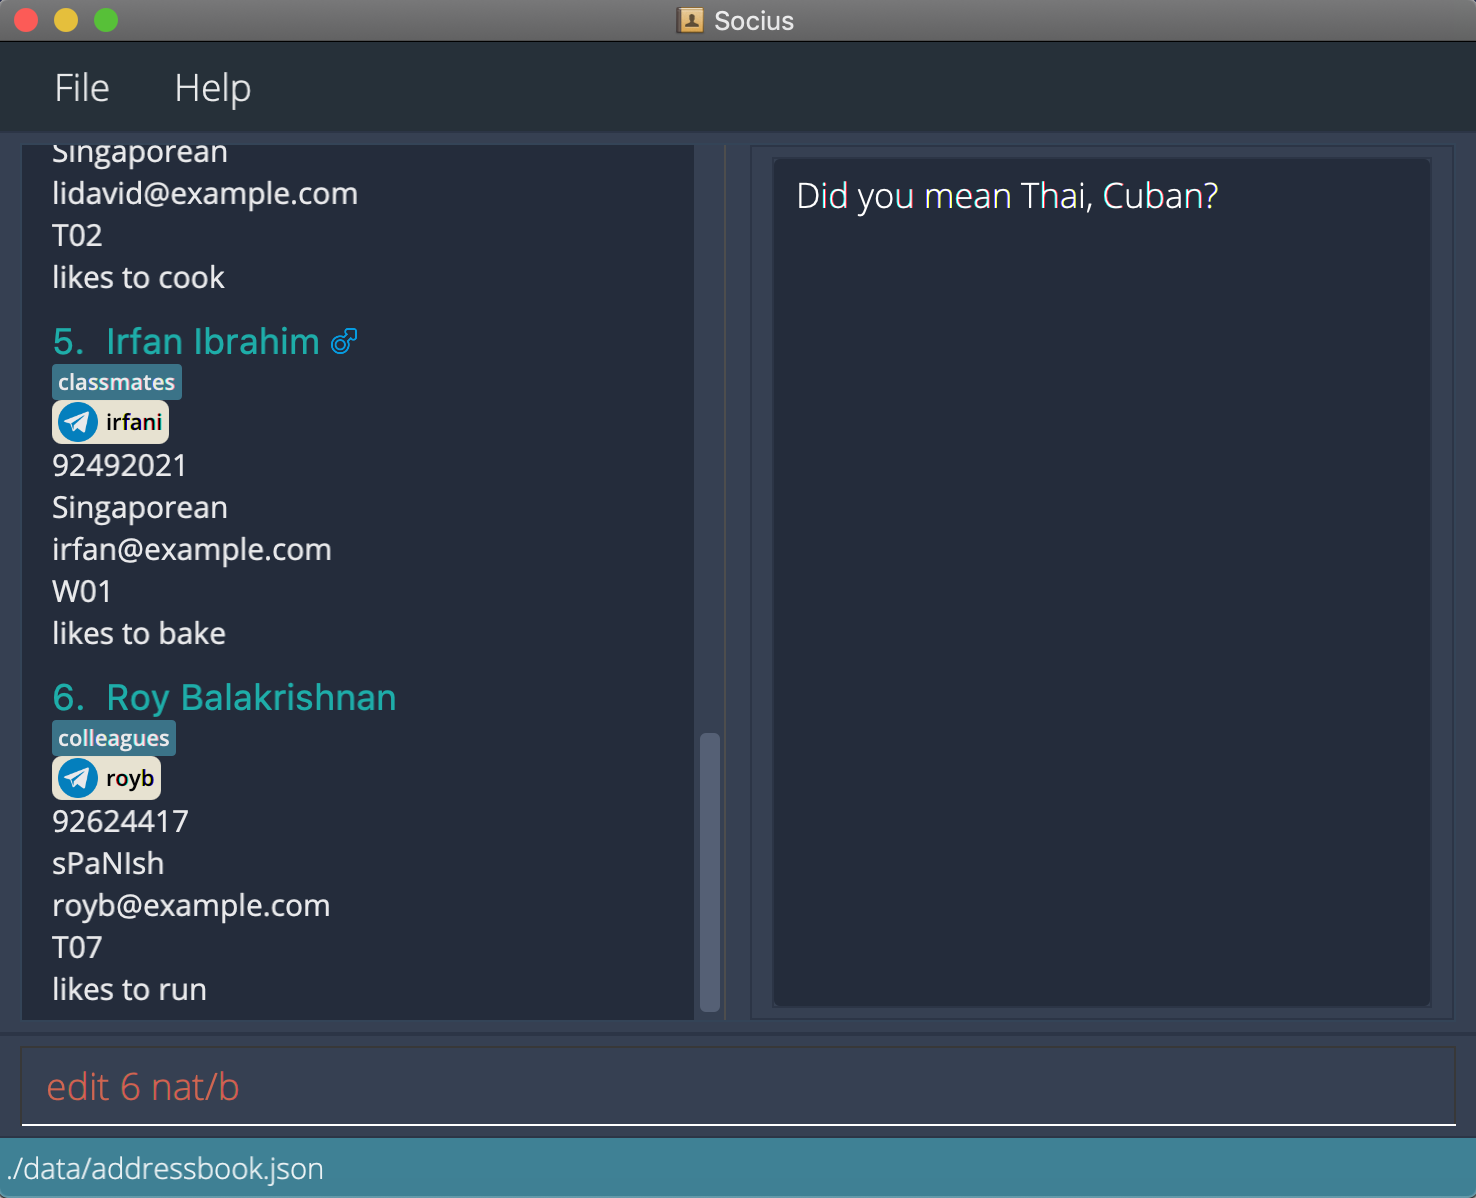 Socius
File Help
Singaporean
lidavid@example.com
T02
likes to cook
5. Irfan Ibrahim
classmates
irfani
92492021
Singaporean
irfan@example.com
W01
likes to bake
6. Roy Balakrishnan
colleagues
royb
92624417
sPaNIsh
royb@example.com
T07
likes to run
Did you mean Thai, Cuban?
edit 6 nat/b
./data/addressbook.json